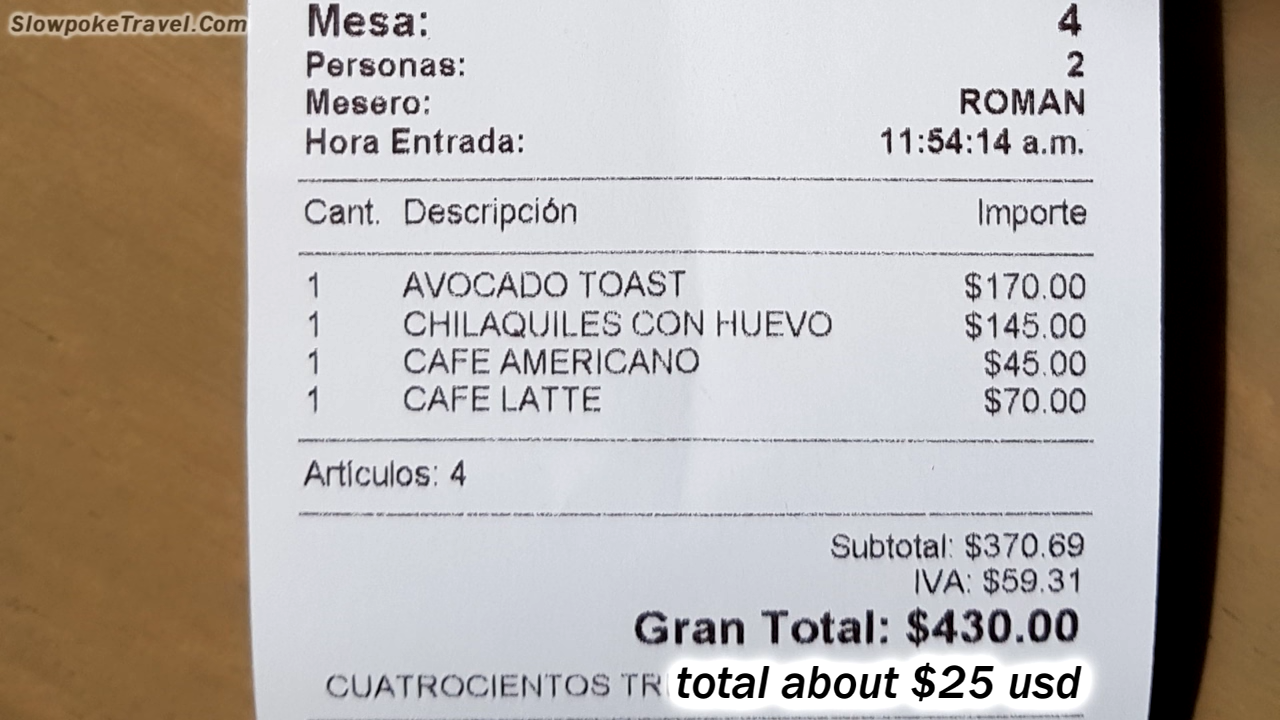 SlowpokeTravel.Com
Mesa: 4
Personas: 2
Mesero: ROMAN
Hora Entrada: 11:54:14 a.m.
Cant. Descripción Importe
1 AVOCADO TOAST $170.00
1 CHILAQUILES CON HUEVO $145.00
1 CAFE AMERICANO $45.00
1 CAFE LATTE $70.00
Artículos: 4
Subtotal: $370.69
IVA: $59.31
Gran Total: $430.00
CUATROCIENTOS TR
total about $25 usd